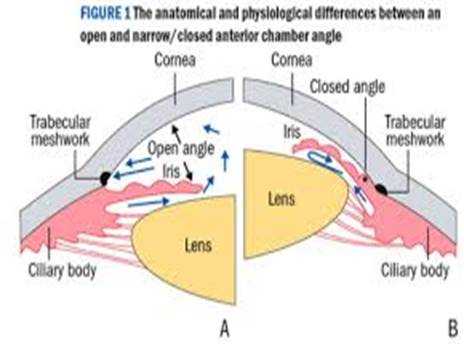 FIGURE 1 The anatomical and physiological differences between an
open and narrow/closed anterior chamber angle
Cornea
Trabecular
meshwork
Open angle
Iris
Lens
Ciliary body
A
Cornea
Closed angle
Iris
Trabecular
meshwork
Lens
Ciliary body
B